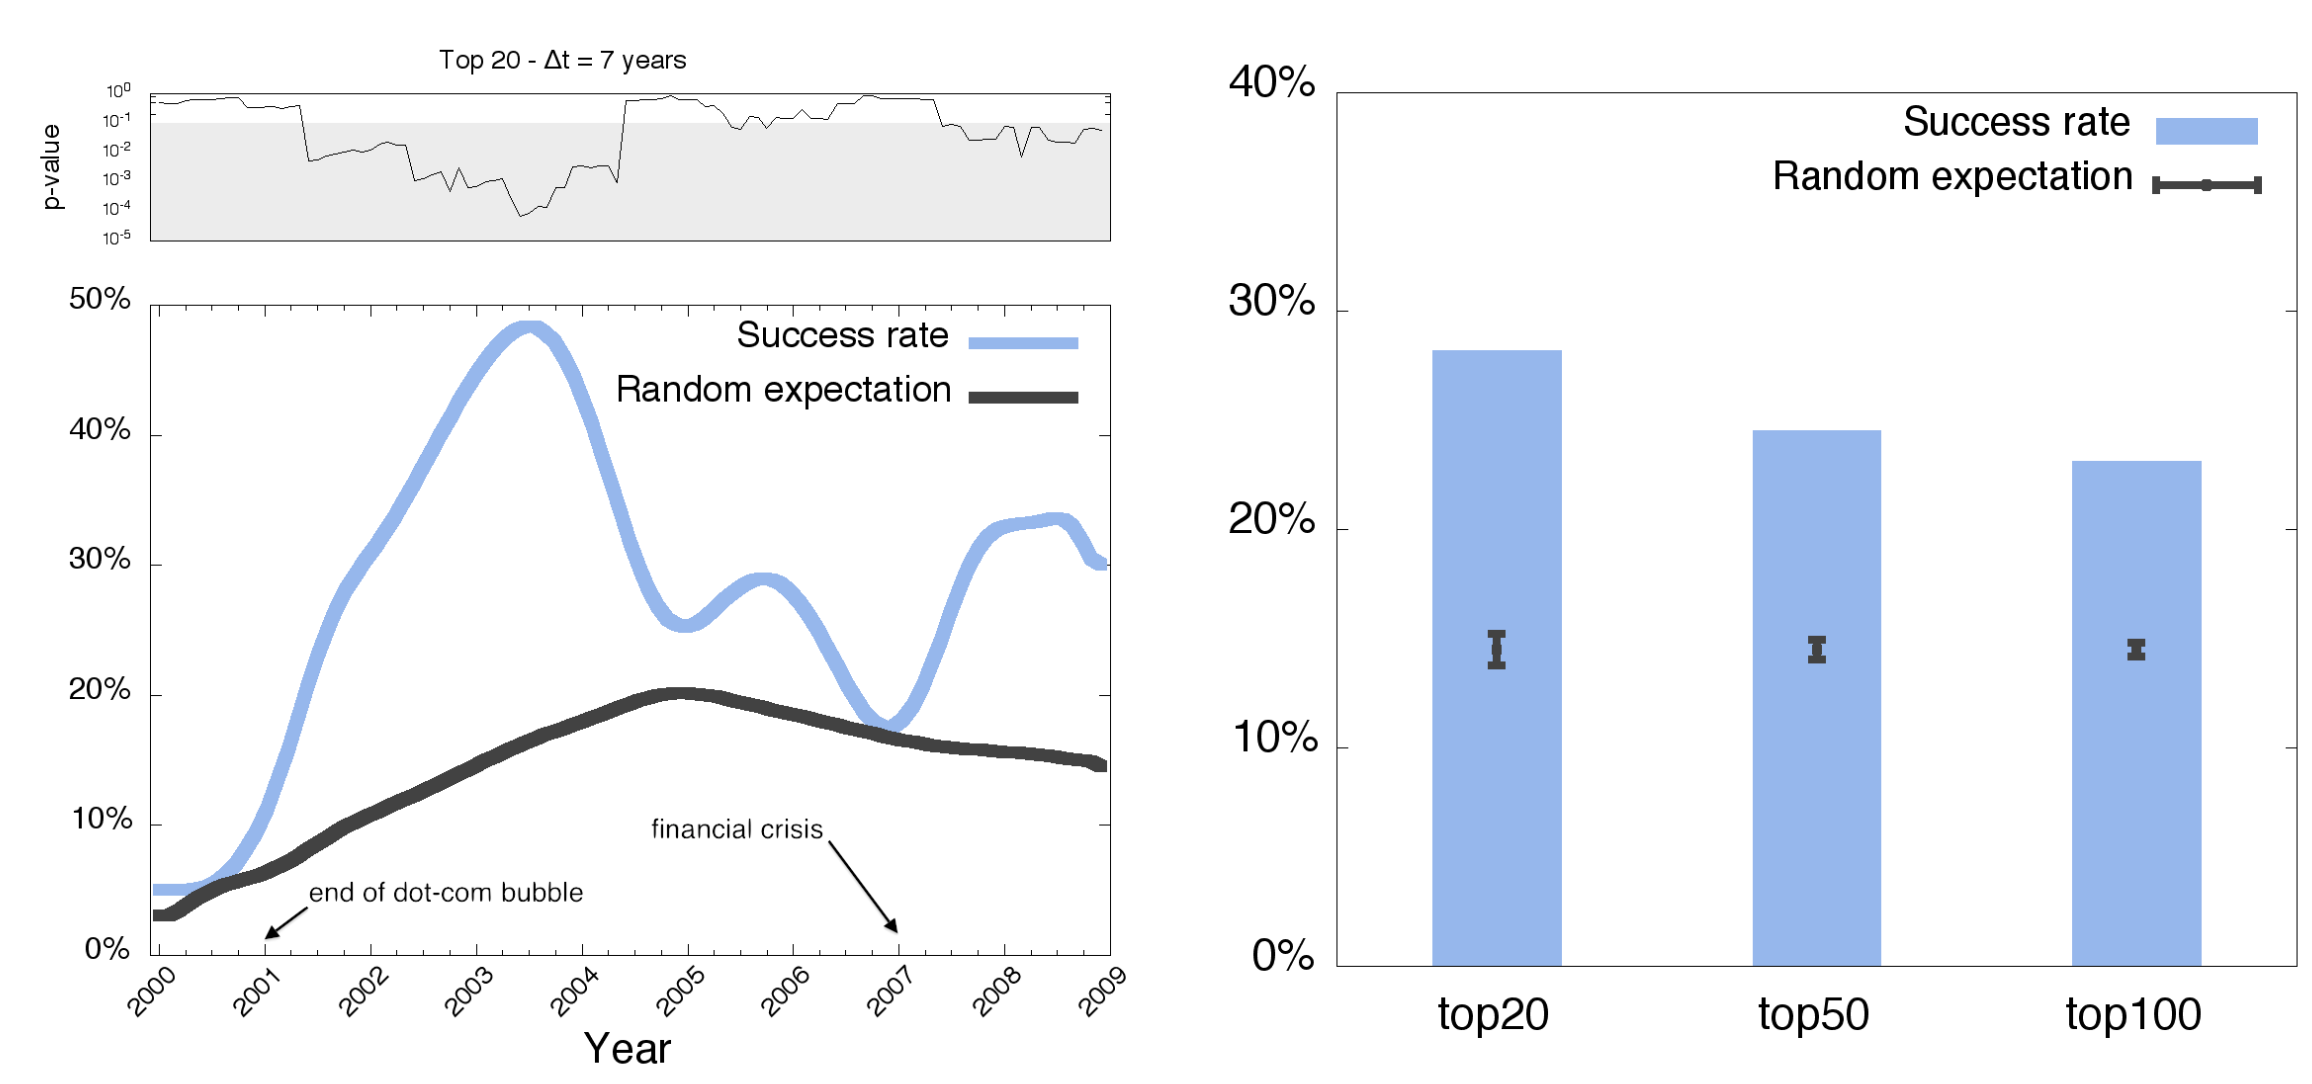 Top 20 - Δt = 7 years
p-value
10^0
10^-1
10^-2
10^-3
10^-4
10^-5
50%
40%
30%
20%
10%
0%
Success rate
Random expectation
financial crisis
end of dot-com bubble
2000 2001 2002 2003 2004 2005 2006 2007 2008 2009
Year
40%
30%
20%
10%
0%
Success rate
Random expectation
top20 top50 top100